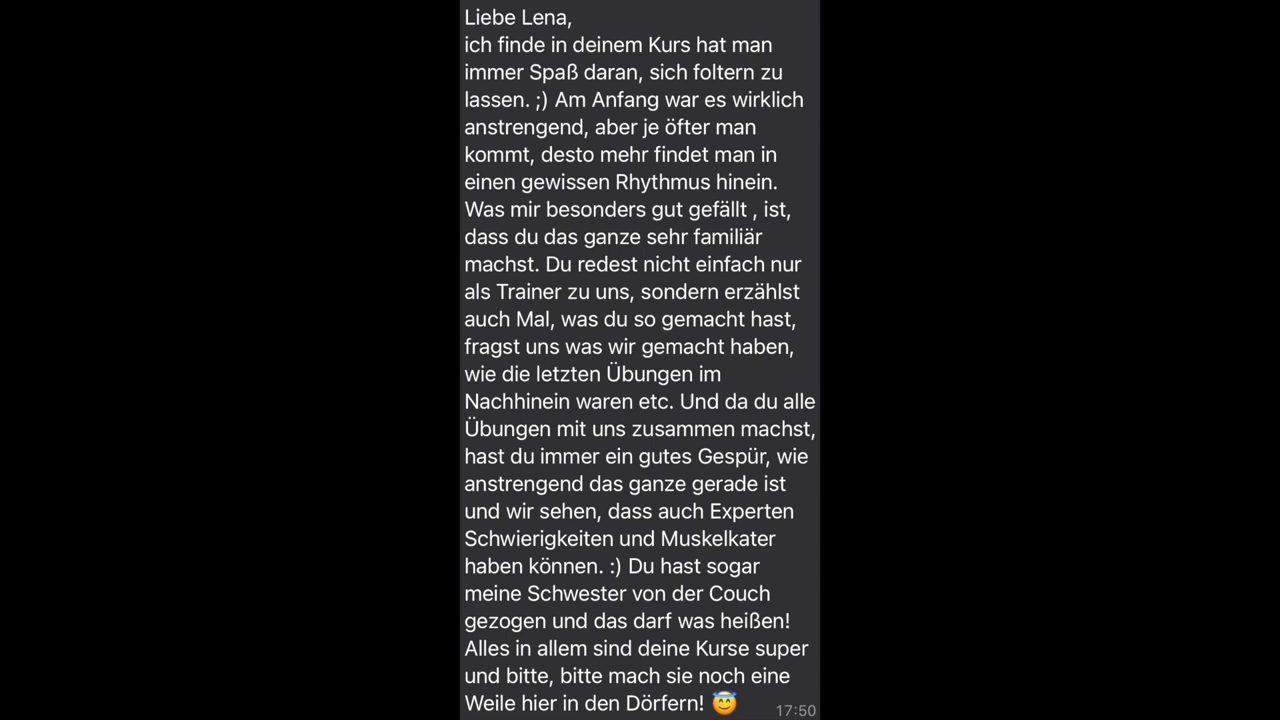 Liebe Lena,
ich finde in deinem Kurs hat man
immer Spaß daran, sich foltern zu
lassen. ;) Am Anfang war es wirklich
anstrengend, aber je öfter man
kommt, desto mehr findet man in
einen gewissen Rhythmus hinein.
Was mir besonders gut gefällt , ist,
dass du das ganze sehr familiär
machst. Du redest nicht einfach nur
als Trainer zu uns, sondern erzählst
auch Mal, was du so gemacht hast,
fragst uns was wir gemacht haben,
wie die letzten Übungen im
Nachhinein waren etc. Und da du alle
Übungen mit uns zusammen machst,
hast du immer ein gutes Gespür, wie
anstrengend das ganze gerade ist
und wir sehen, dass auch Experten
Schwierigkeiten und Muskelkater
haben können. :) Du hast sogar
meine Schwester von der Couch
gezogen und das darf was heißen!
Alles in allem sind deine Kurse super
und bitte, bitte mach sie noch eine
Weile hier in den Dörfern! 😇
17:50